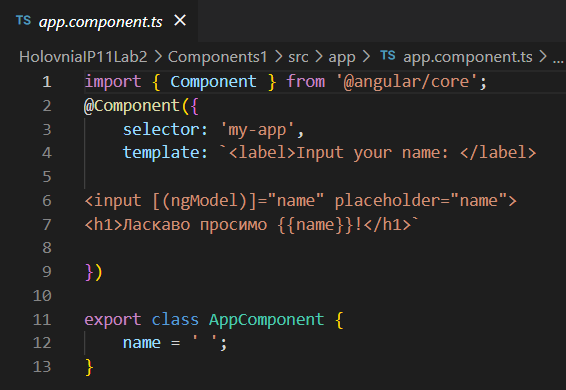 TS app.component.ts ×
HolovniaIP11Lab2 > Components1 > src > app > TS app.component.ts > ...
1 import { Component } from '@angular/core';
2 @Component({
3 selector: 'my-app',
4 template: `<label>Input your name: </label>
5
6 <input [(ngModel)]="name" placeholder="name">
7 <h1>Ласкаво просимо {{name}}!</h1>`
8
9 })
10
11 export class AppComponent {
12 name = ' ';
13 }